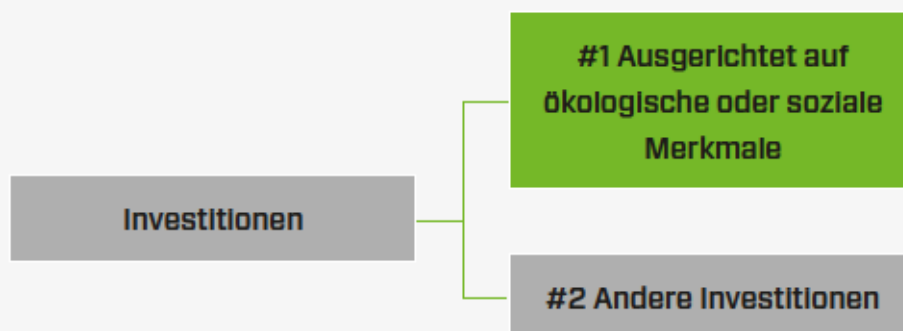 #1 Ausgerichtet auf
ökologische oder soziale
Merkmale
Investitionen
#2 Andere Investitionen